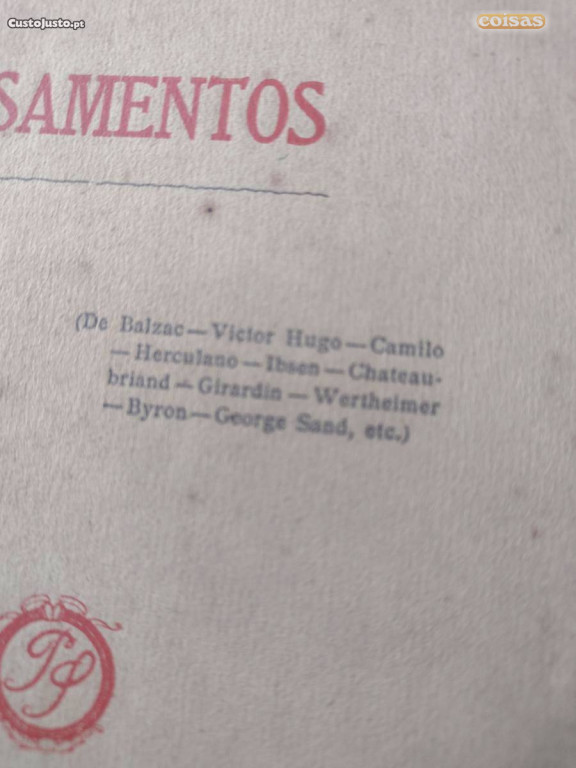 CustoJusto.pt
coisas
SAMENTOS
(De Balzac—Victor Hugo—Camilo
—Herculano—Ibsen—Chateau-
briand—Girardin—Wertheimer
—Byron—George Sand, etc.)